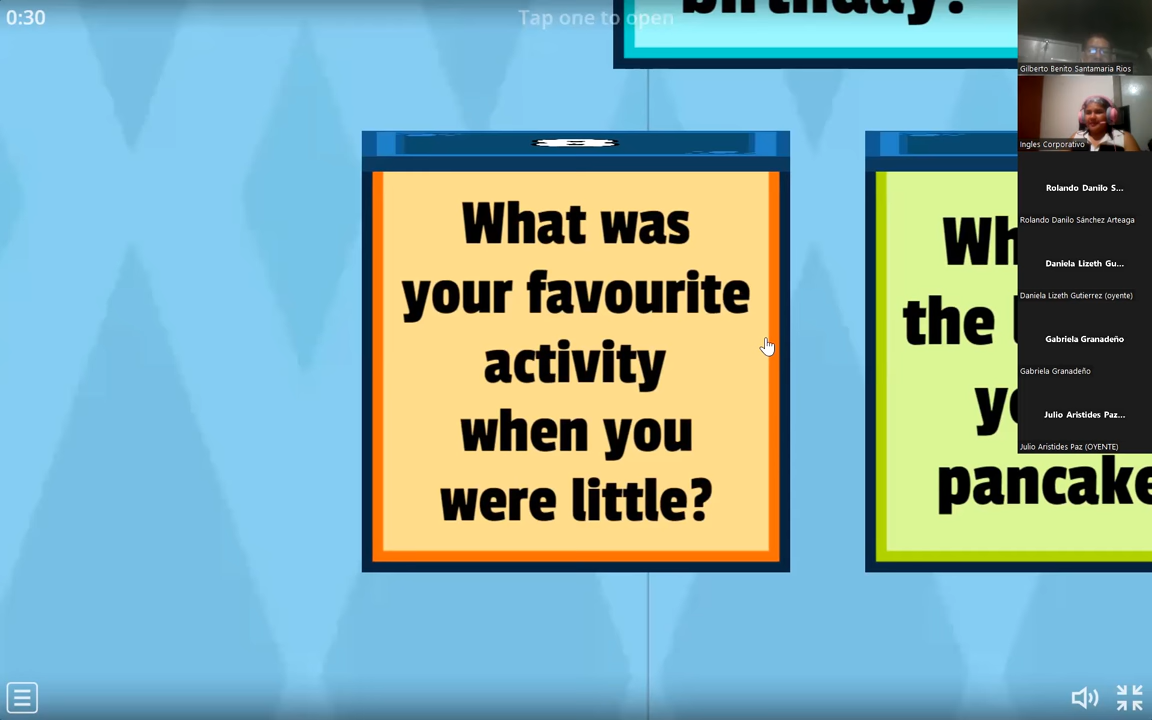 0:30
Tap one to open
birthday?
What was
your favourite
activity
when you
were little?
the
pancake
Gilberto Benito Santamaria Rios
Ingles Corporativo
Rolando Danilo S...
Rolando Danilo Sánchez Arteaga
Daniela Lizeth Gu...
Daniela Lizeth Gutierrez (oyente)
Gabriela Granadeño
Gabriela Granadeño
Julio Aristides Paz...
Julio Aristides Paz (OYENTE)